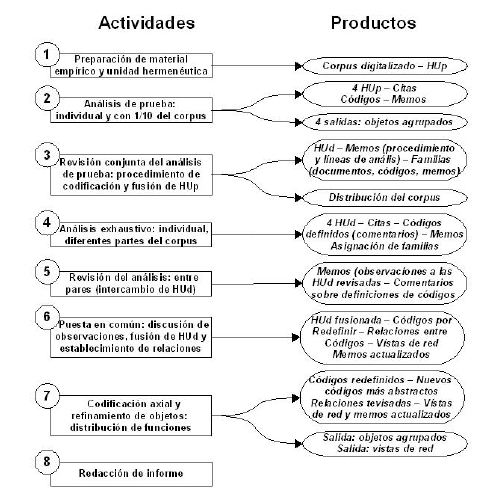 Actividades
Productos
1
Preparación de material
empírico y unidad hermenéutica
Corpus digitalizado – HUp
2
Análisis de prueba:
individual y con 1/10 del corpus
4 HUp – Citas
Códigos – Memos
4 salidas: objetos agrupados
3
Revisión conjunta del análisis
de prueba: procedimiento de
codificación y fusión de HUp
HUd – Memos (procedimiento
y líneas de anális) – Familias
(documentos, códigos, memos)
Distribución del corpus
4
Análisis exhaustivo: individual,
diferentes partes del corpus
4 HUd – Citas – Códigos
definidos (comentarios) – Memos
Asignación de familias
5
Revisión del análisis: entre
pares (intercambio de HUd)
Memos (observaciones a las
HUd revisadas – Comentarios
sobre definiciones de códigos
6
Puesta en común: discusión de
observaciones, fusión de HUd y
establecimiento de relaciones
HUd fusionada – Códigos por
Redefinir – Relaciones entre
Códigos – Vistas de red
Memos actualizados
7
Codificación axial y
refinamiento de objetos:
distribución de funciones
Códigos redefinidos – Nuevos
códigos más abstractos
Relaciones tevisadas – Vistas
de red y memos actualizados
Salida: objetos agrupados
Salida: vistas de red
8
Redacción de informe